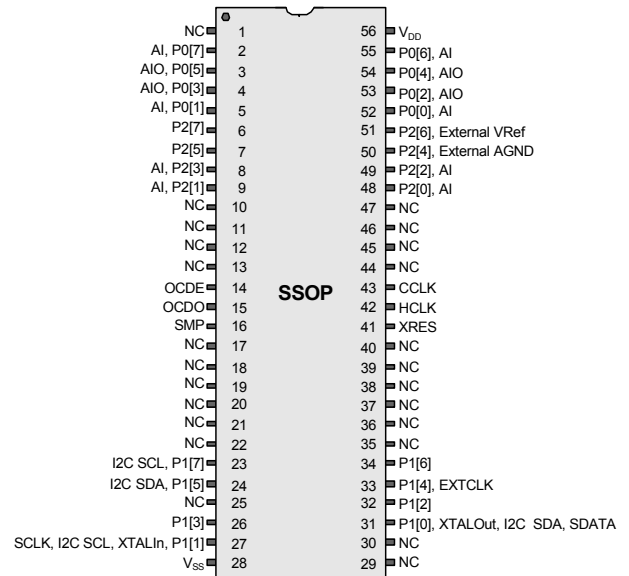 NC 1 56 VDD
AI, P0[7] 2 55 P0[6], AI
AIO, P0[5] 3 54 P0[4], AIO
AIO, P0[3] 4 53 P0[2], AIO
AI, P0[1] 5 52 P0[0], AI
P2[7] 6 51 P2[6], External VRef
P2[5] 7 50 P2[4], External AGND
AI, P2[3] 8 49 P2[2], AI
AI, P2[1] 9 48 P2[0], AI
NC 10 47 NC
NC 11 46 NC
NC 12 45 NC
NC 13 44 NC
OCDE 14 SSOP 43 CCLK
OCDO 15 42 HCLK
SMP 16 41 XRES
NC 17 40 NC
NC 18 39 NC
NC 19 38 NC
NC 20 37 NC
NC 21 36 NC
NC 22 35 NC
I2C SCL, P1[7] 23 34 P1[6]
I2C SDA, P1[5] 24 33 P1[4], EXTCLK
NC 25 32 P1[2]
P1[3] 26 31 P1[0], XTALOut, I2C SDA, SDATA
SCLK, I2C SCL, XTALIn, P1[1] 27 30 NC
VSS 28 29 NC